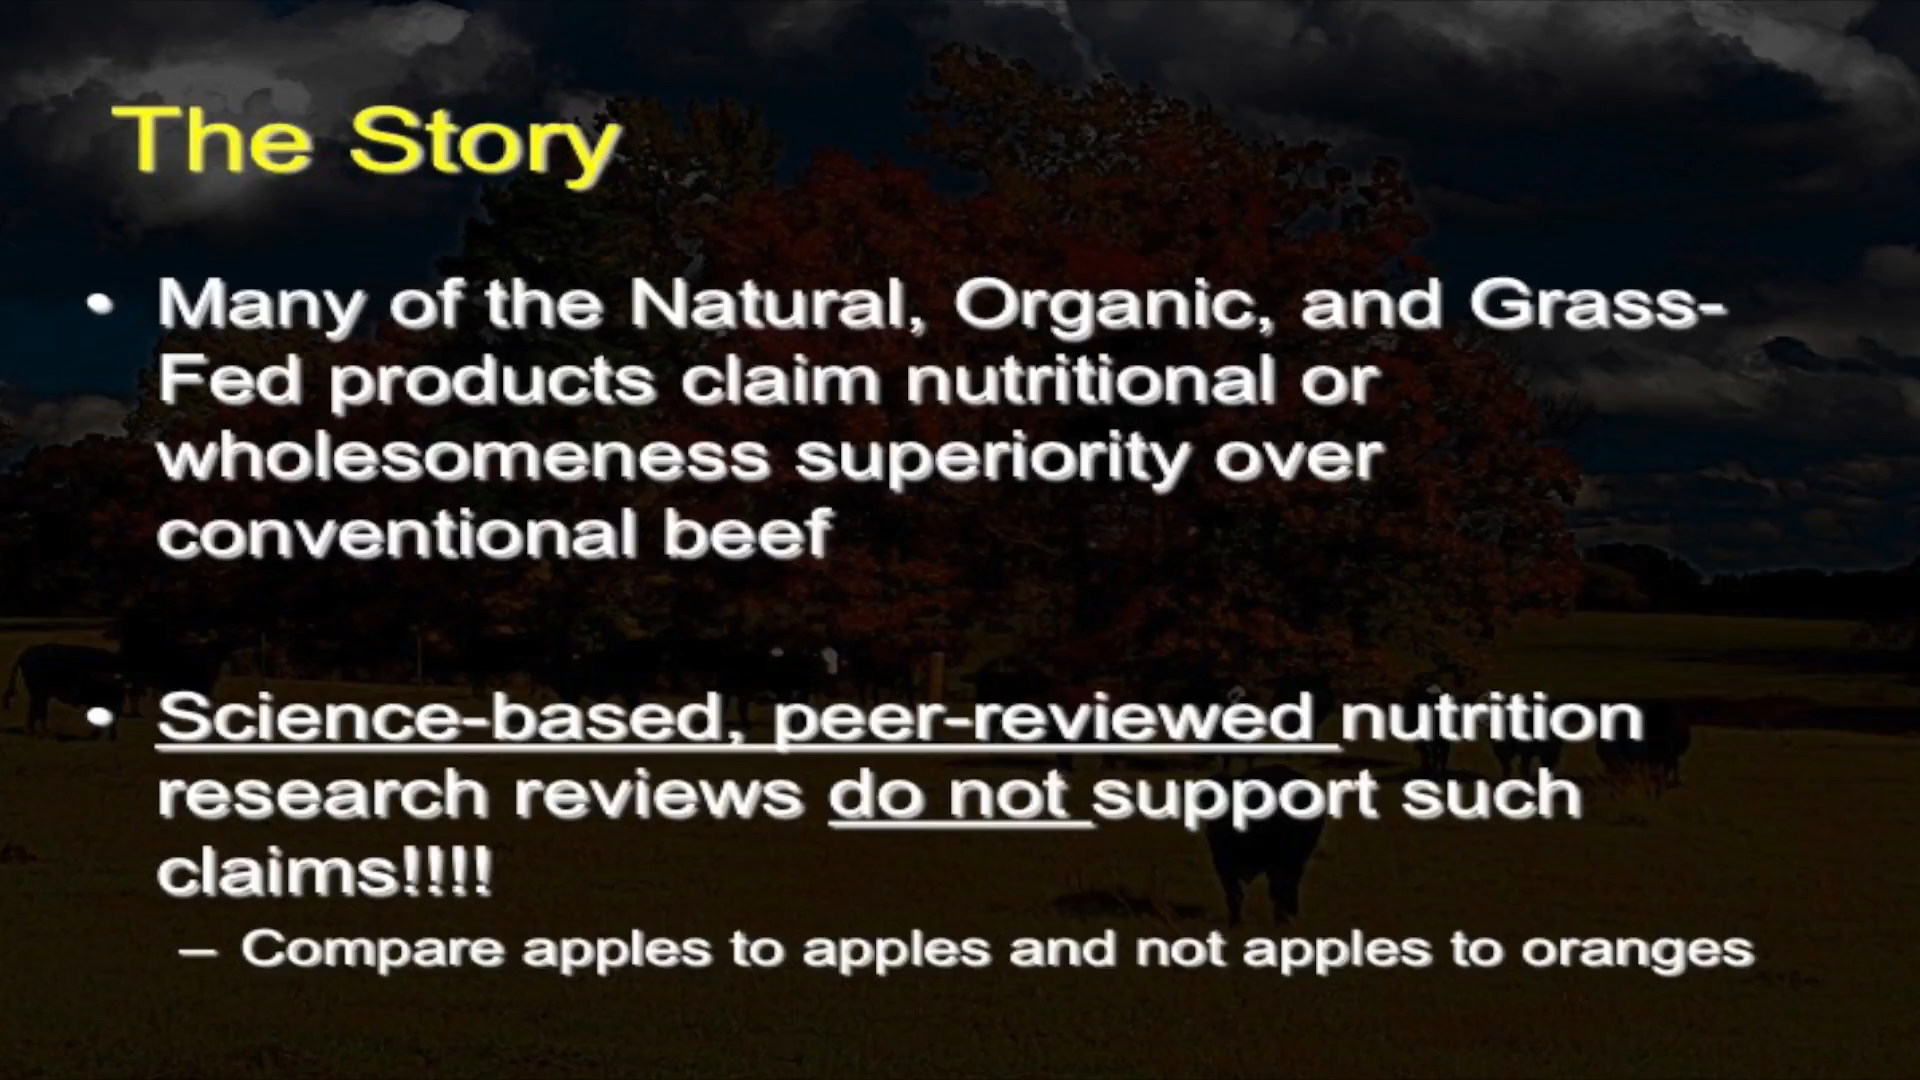 The Story
• Many of the Natural, Organic, and Grass-
Fed products claim nutritional or
wholesomeness superiority over
conventional beef
• Science-based, peer-reviewed nutrition
research reviews do not support such
claims!!!!
– Compare apples to apples and not apples to oranges